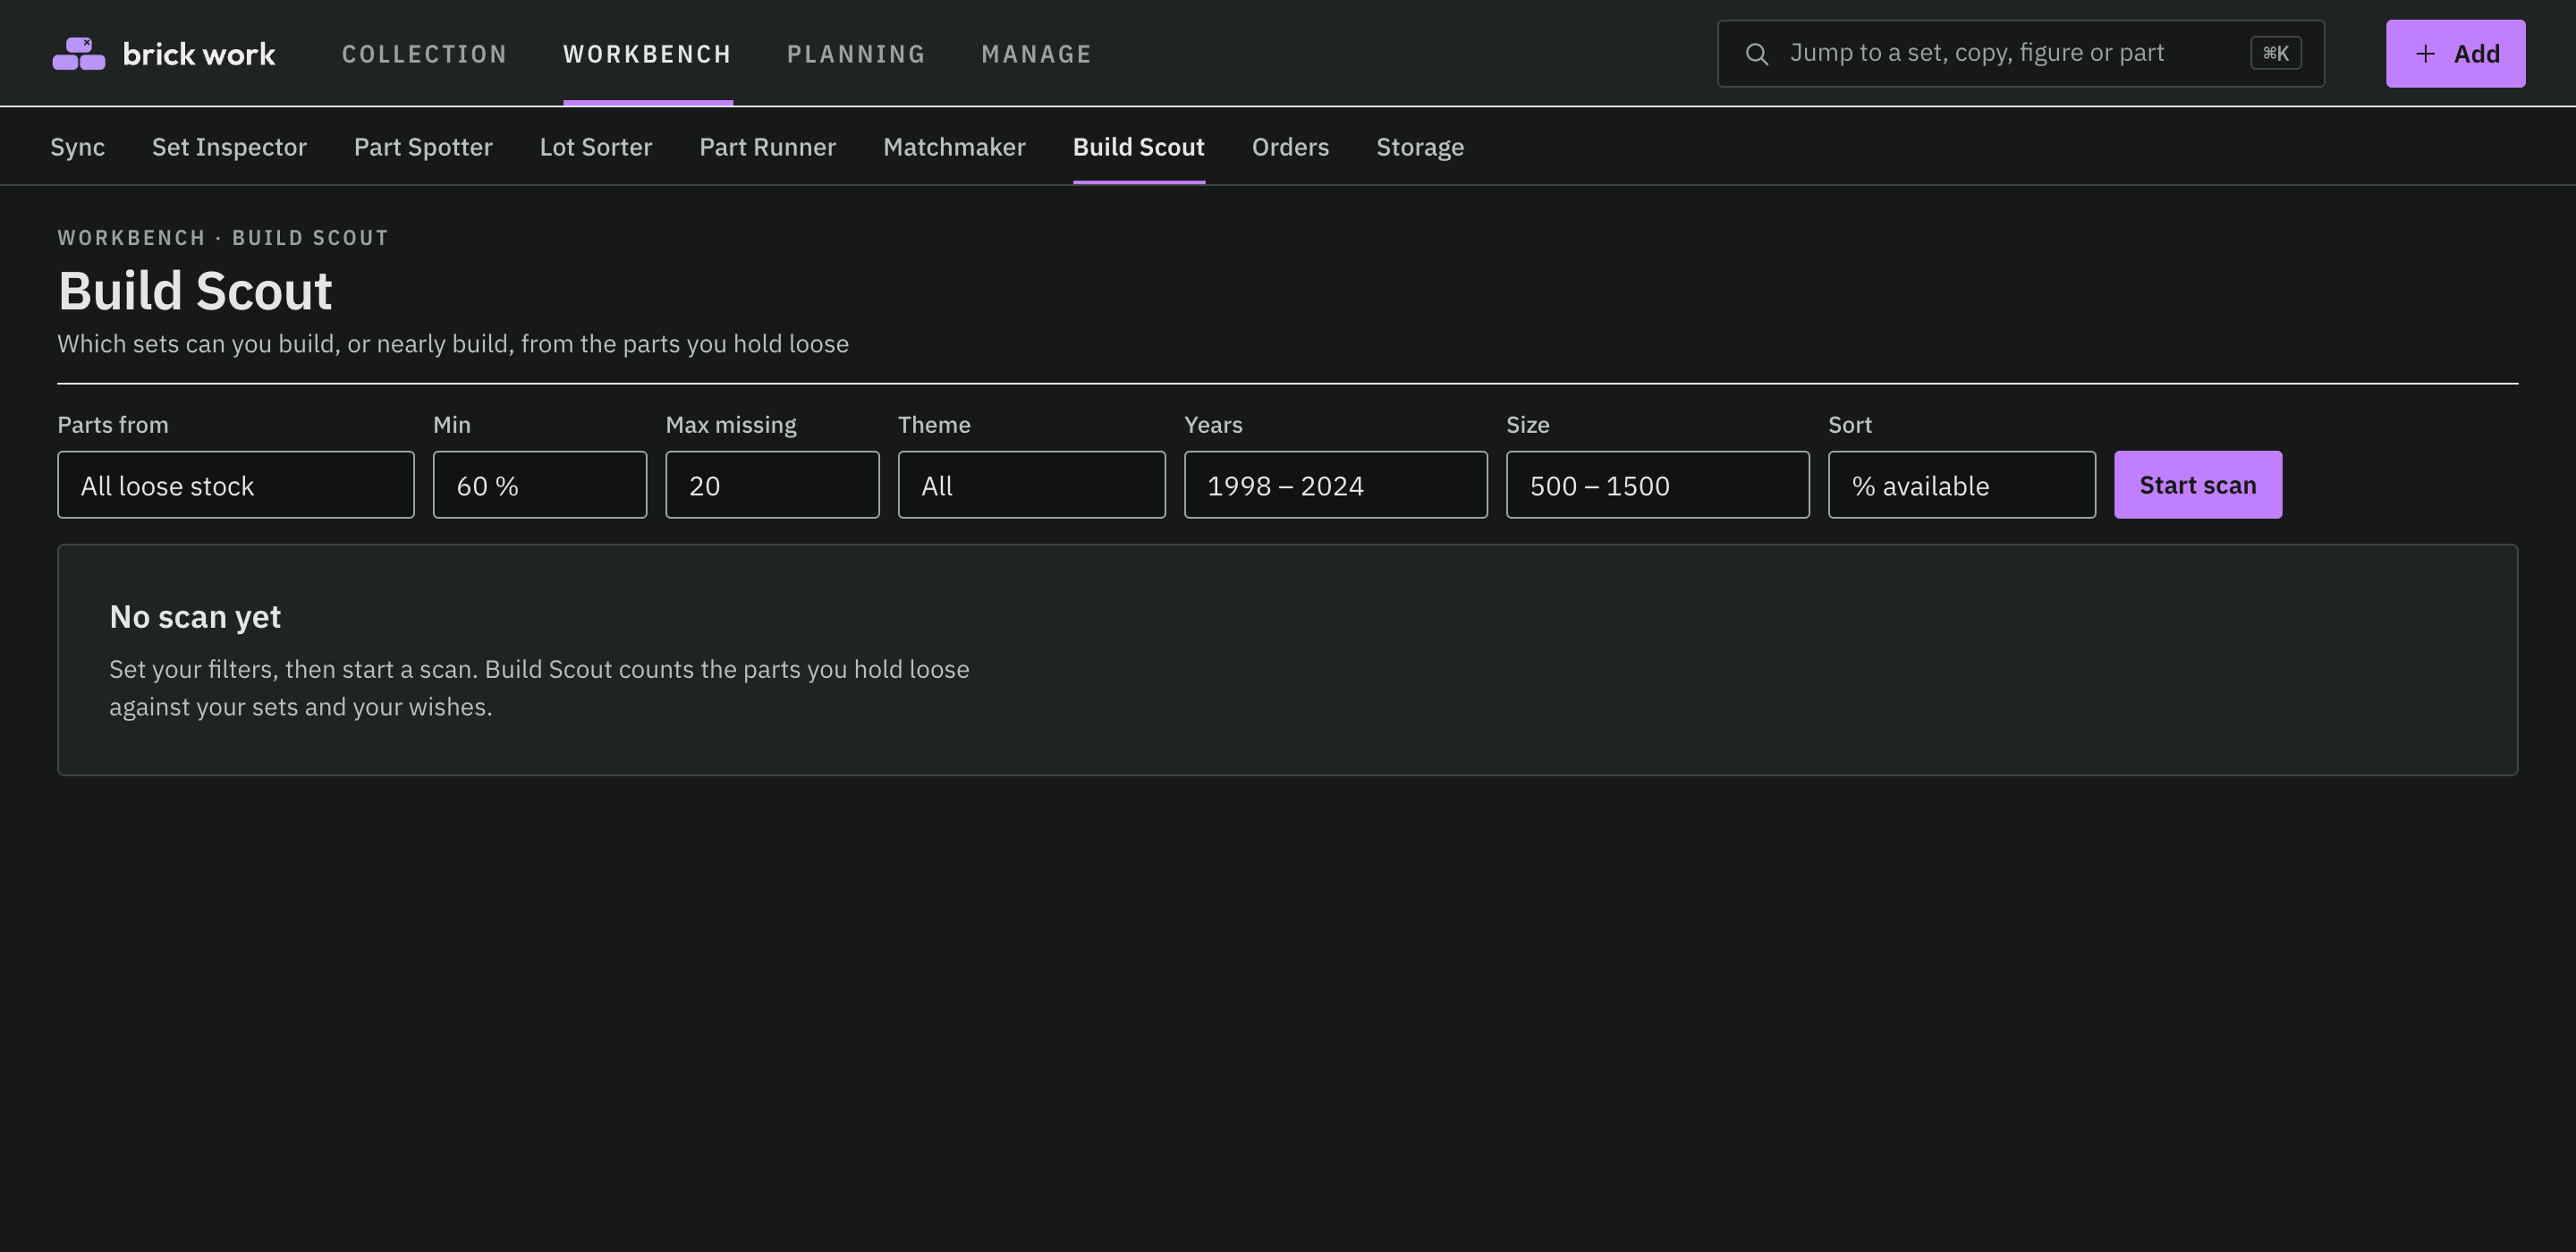 brick work
COLLECTION WORKBENCH PLANNING MANAGE
Jump to a set, copy, figure or part ⌘K
+ Add
Sync Set Inspector Part Spotter Lot Sorter Part Runner Matchmaker Build Scout Orders Storage
WORKBENCH · BUILD SCOUT
Build Scout
Which sets can you build, or nearly build, from the parts you hold loose
Parts from Min Max missing Theme Years Size Sort
All loose stock 60 % 20 All 1998 – 2024 500 – 1500 % available Start scan
No scan yet
Set your filters, then start a scan. Build Scout counts the parts you hold loose
against your sets and your wishes.